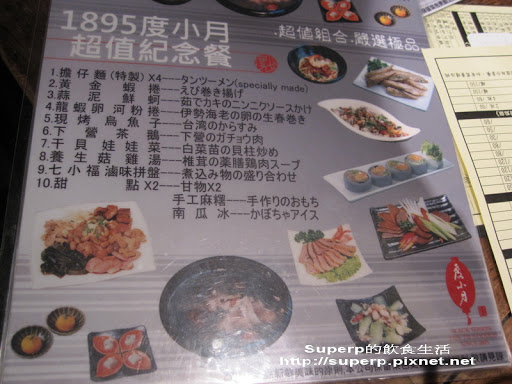 1895度小月
超值紀念餐
超值組合·嚴選極品
1.擔仔麵(特製)X4----タンツーメン(specially made)
2.黃金蝦捲----えび巻き揚げ
3.蒜泥鮮蚵----茹でカキのニンニクソースかけ
4.龍蝦卵河粉捲----伊勢海老の卵の生春巻き
5.現烤烏魚子----台湾のからすみ
6.下營茶鵝----下營のガチョウ肉
7.干貝娃娃菜----白菜苗の貝柱炒め
8.養生菇雞湯----椎茸の薬膳鶏肉スープ
9.七小福滷味拼盤----煮込み物の盛り合わせ
10.甜點X2----甘物X2
手工麻糬----手作りのおもち
南瓜冰----かぼちゃアイス
度小月
Superp的飲食生活
http://superp.pixnet.net